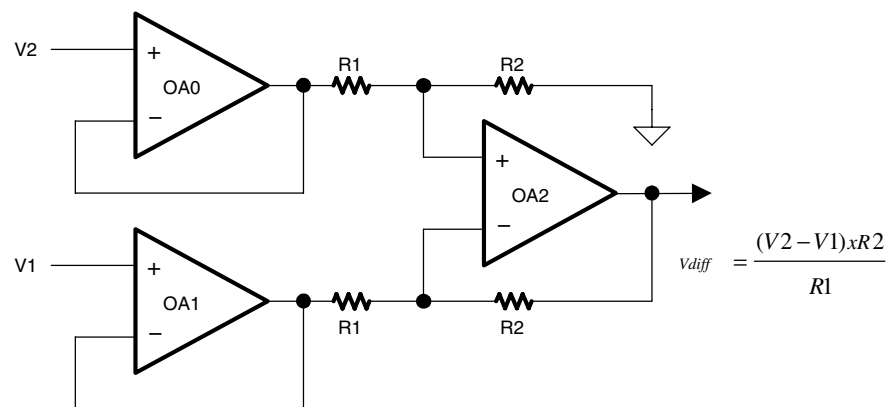 V2
+
OA0
−
R1
R2
+
OA2
−
V1
+
OA1
−
R1
R2
Vdiff = (V2−V1)xR2
R1